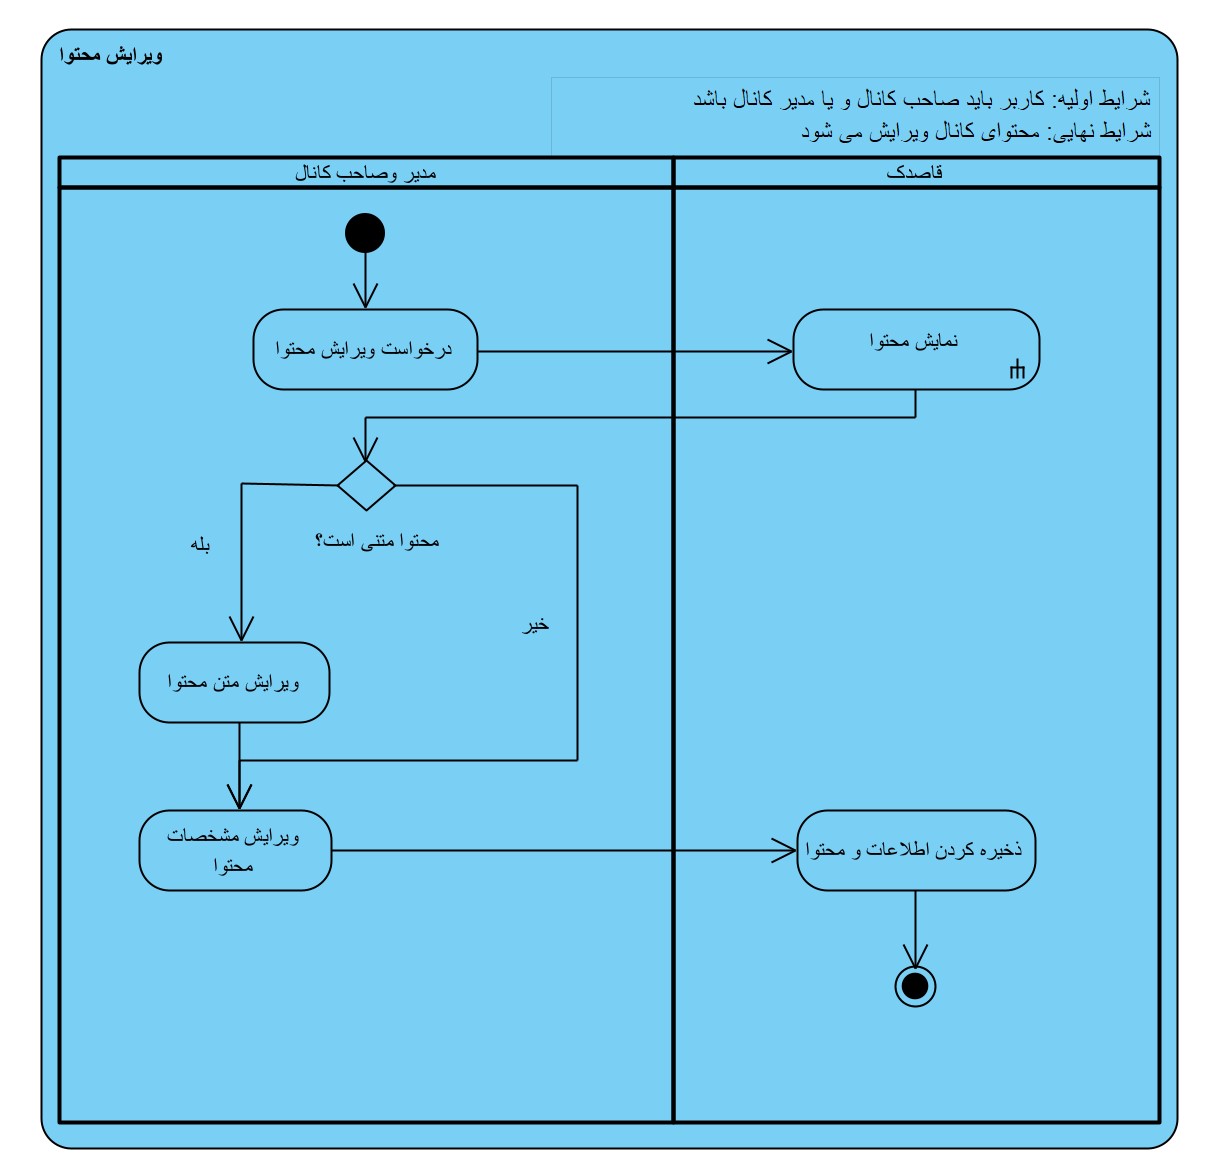 ویرایش محتوا
شرایط اولیه: کاربر باید صاحب کانال و یا مدیر کانال باشد
شرایط نهایی: محتوای کانال ویرایش می شود
مدیر وصاحب کانال
قاصدک
درخواست ویرایش محتوا
نمایش محتوا
محتوا متنی است؟
بله
خیر
ویرایش متن محتوا
ویرایش مشخصات
محتوا
ذخیره کردن اطلاعات و محتوا